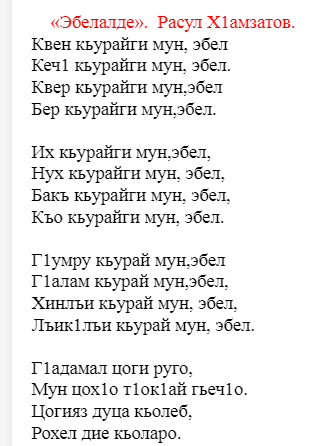 «Эбелалде». Расул Х1амзатов.
Квен кьурайги мун, эбел
Кеч1 кьурайги мун, эбел.
Квер кьурайги мун,эбел
Бер кьурайги мун,эбел.
Их кьурайги мун,эбел,
Нух кьурайги мун, эбел,
Бакъ кьурайги мун, эбел,
Къо кьурайги мун, эбел.
Г1умру кьурай мун,эбел
Г1алам кьурай мун,эбел,
Хинлъи кьурай мун, эбел,
Лъик1лъи кьурай мун, эбел.
Г1адамал цоги руго,
Мун цох1о т1ок1ай гьеч1о.
Цогияз дуца кьолеб,
Рохел дие кьоларо.